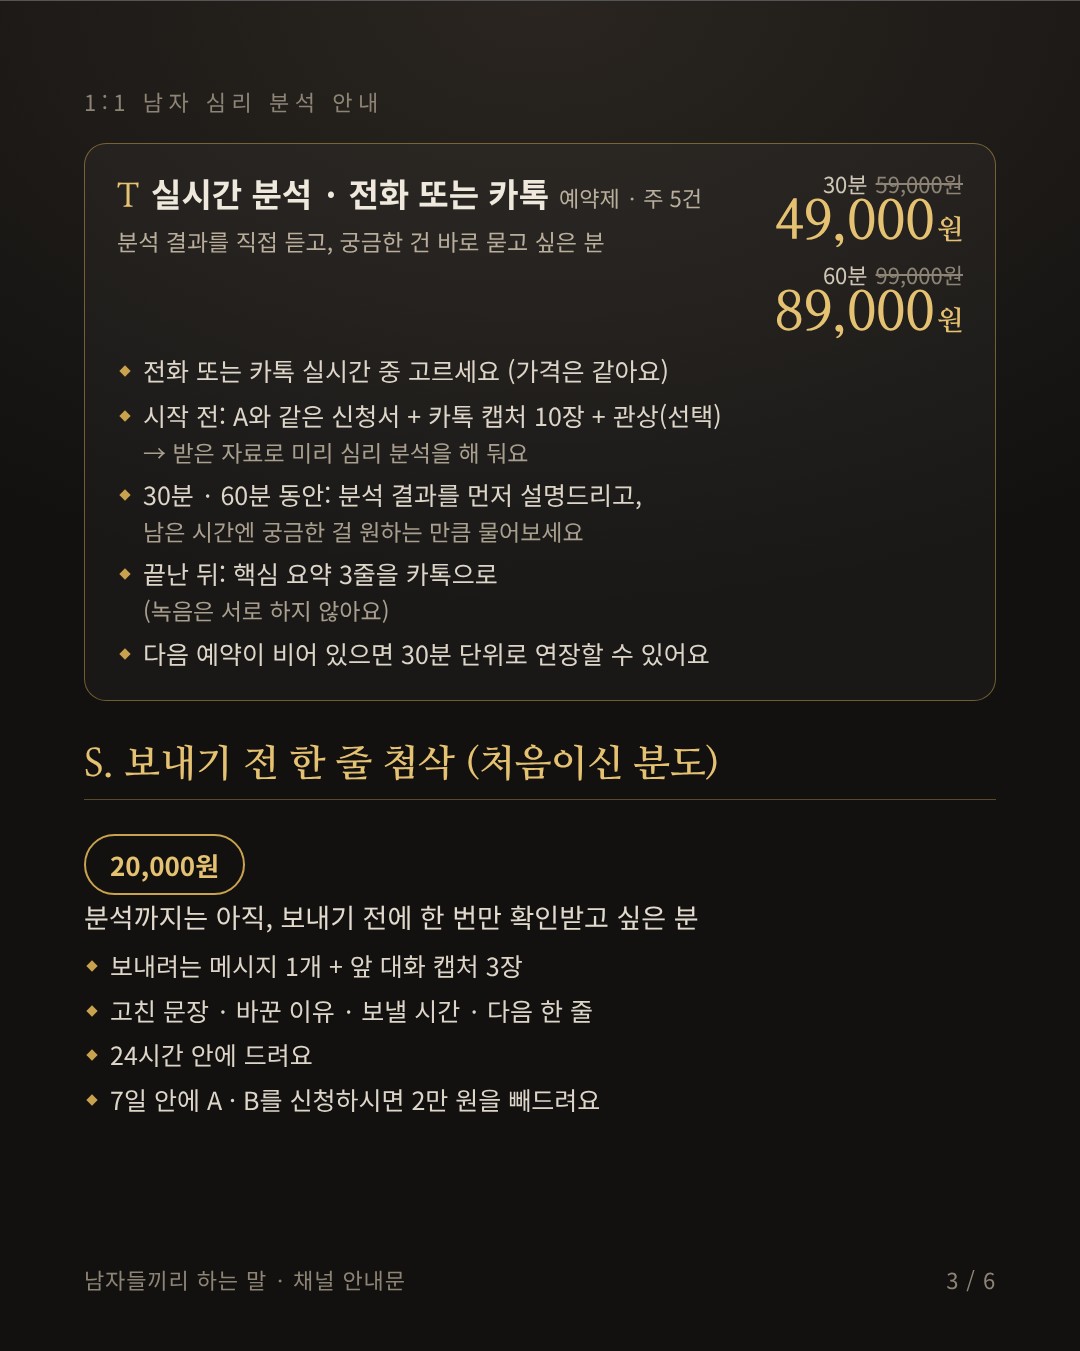 1:1 남자 심리 분석 안내
T 실시간 분석 · 전화 또는 카톡 예약제 · 주 5건
분석 결과를 직접 듣고, 궁금한 건 바로 묻고 싶은 분
30분 59,000원
49,000원
60분 99,000원
89,000원
◆ 전화 또는 카톡 실시간 중 고르세요 (가격은 같아요)
◆ 시작 전: A와 같은 신청서 + 카톡 캡처 10장 + 관상(선택)
→ 받은 자료로 미리 심리 분석을 해 둬요
◆ 30분 · 60분 동안: 분석 결과를 먼저 설명드리고,
남은 시간엔 궁금한 걸 원하는 만큼 물어보세요
◆ 끝난 뒤: 핵심 요약 3줄을 카톡으로
(녹음은 서로 하지 않아요)
◆ 다음 예약이 비어 있으면 30분 단위로 연장할 수 있어요
S. 보내기 전 한 줄 첨삭 (처음이신 분도)
20,000원
분석까지는 아직, 보내기 전에 한 번만 확인받고 싶은 분
◆ 보내려는 메시지 1개 + 앞 대화 캡처 3장
◆ 고친 문장 · 바꾼 이유 · 보낼 시간 · 다음 한 줄
◆ 24시간 안에 드려요
◆ 7일 안에 A · B를 신청하시면 2만 원을 빼드려요
남자들끼리 하는 말 · 채널 안내문
3 / 6